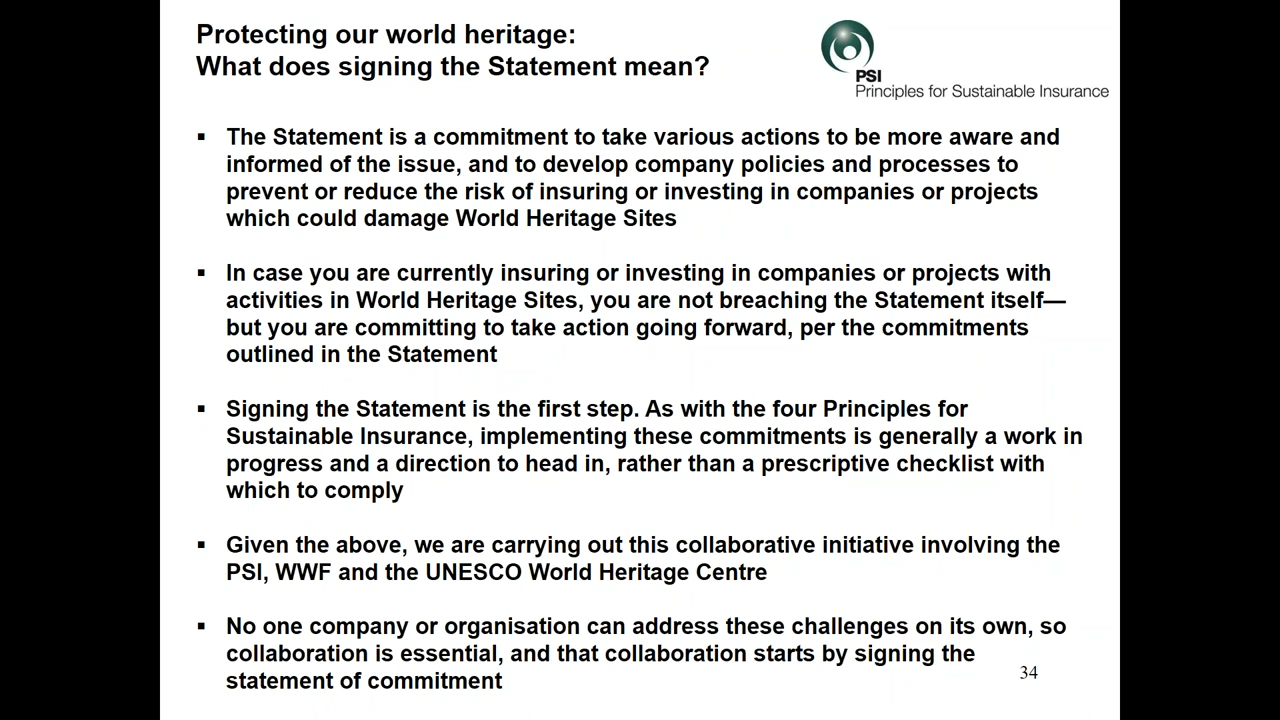 Protecting our world heritage:
What does signing the Statement mean?
PSI
Principles for Sustainable Insurance
▪ The Statement is a commitment to take various actions to be more aware and
informed of the issue, and to develop company policies and processes to
prevent or reduce the risk of insuring or investing in companies or projects
which could damage World Heritage Sites
▪ In case you are currently insuring or investing in companies or projects with
activities in World Heritage Sites, you are not breaching the Statement itself—
but you are committing to take action going forward, per the commitments
outlined in the Statement
▪ Signing the Statement is the first step. As with the four Principles for
Sustainable Insurance, implementing these commitments is generally a work in
progress and a direction to head in, rather than a prescriptive checklist with
which to comply
▪ Given the above, we are carrying out this collaborative initiative involving the
PSI, WWF and the UNESCO World Heritage Centre
▪ No one company or organisation can address these challenges on its own, so
collaboration is essential, and that collaboration starts by signing the
statement of commitment
34